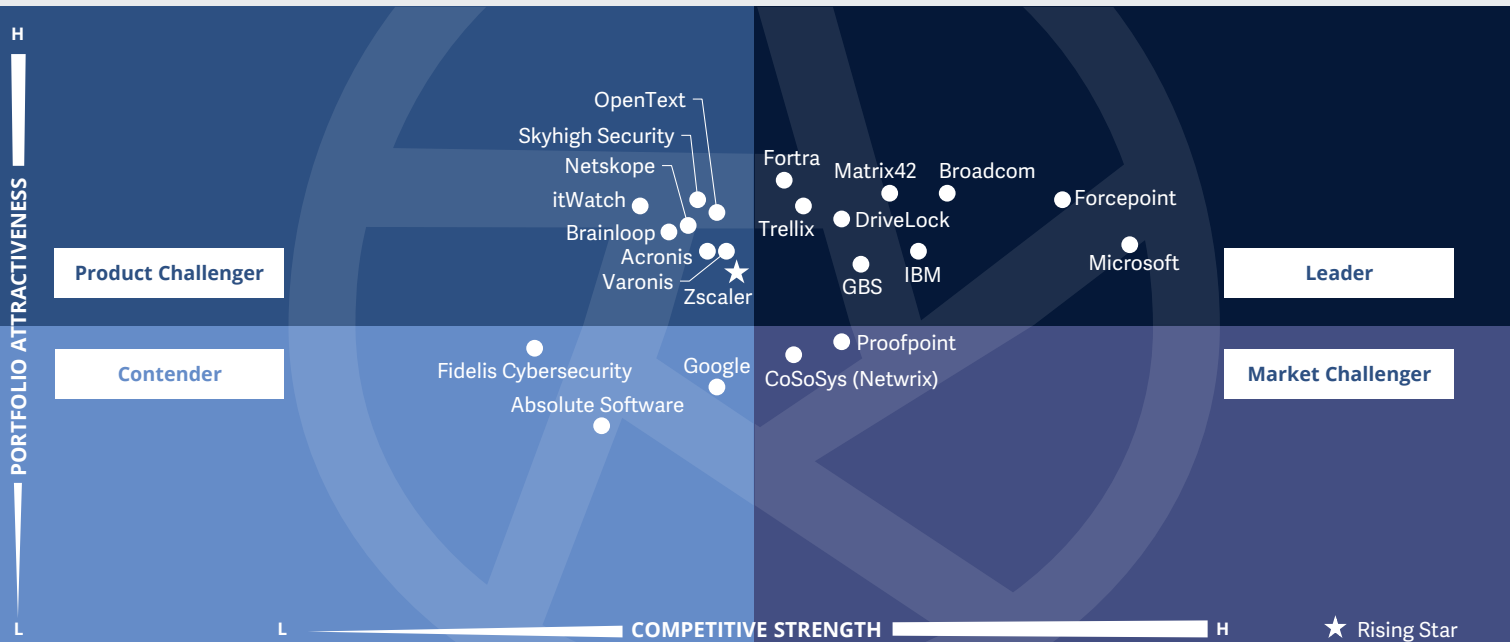 H
OpenText
Skyhigh Security
Netskope
itWatch
Brainloop
Acronis
Varonis
Zscaler
Fortra
Matrix42
Broadcom
Forcepoint
Trellix
DriveLock
Microsoft
GBS
IBM
Product Challenger
Leader
PORTFOLIO ATTRACTIVENESS
Contender
Fidelis Cybersecurity
Google
Absolute Software
Proofpoint
CoSoSys (Netwrix)
Market Challenger
L
L
COMPETITIVE STRENGTH
H
Rising Star